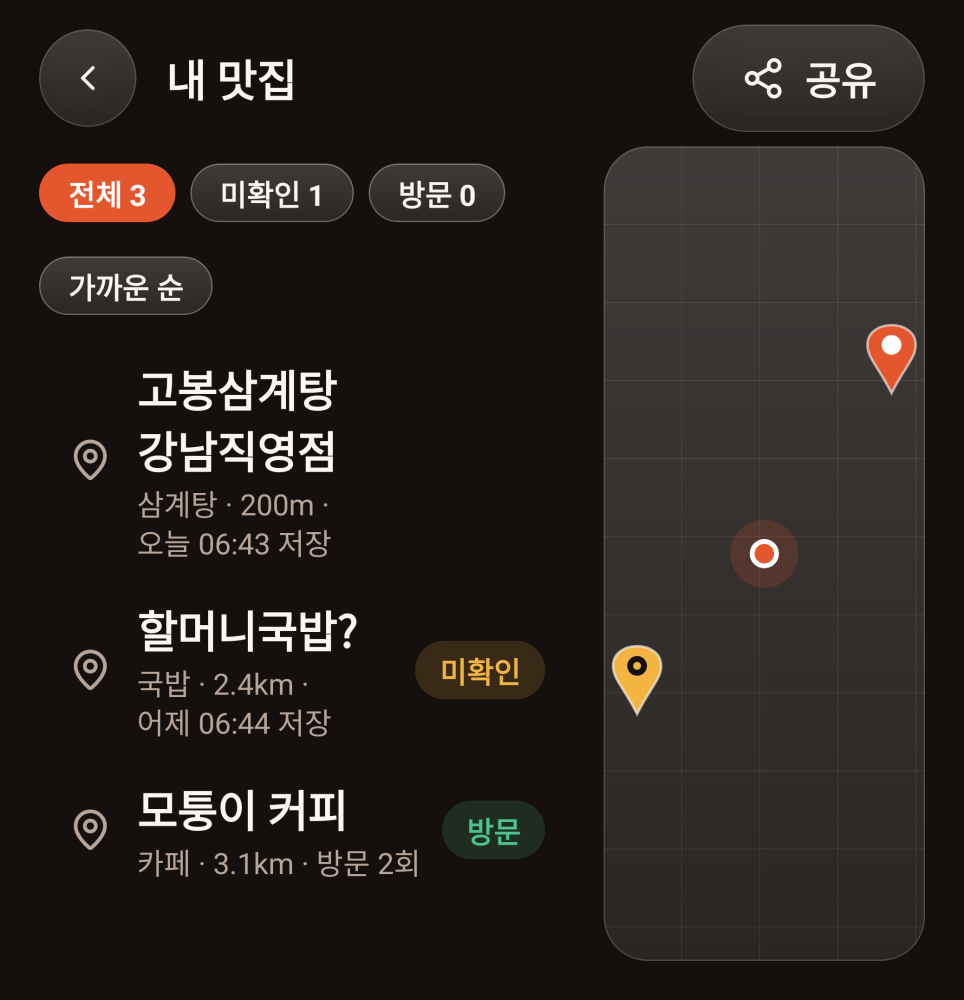 내 맛집
공유
전체 3
미확인 1
방문 0
가까운 순
고봉삼계탕
강남직영점
삼계탕 · 200m ·
오늘 06:43 저장
할머니국밥?
국밥 · 2.4km ·
어제 06:44 저장
미확인
모퉁이 커피
카페 · 3.1km · 방문 2회
방문